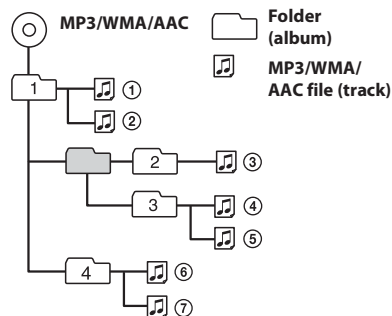 MP3/WMA/AAC
Folder
(album)
MP3/WMA/
AAC file (track)
1
①
②
2
③
3
④
⑤
4
⑥
⑦